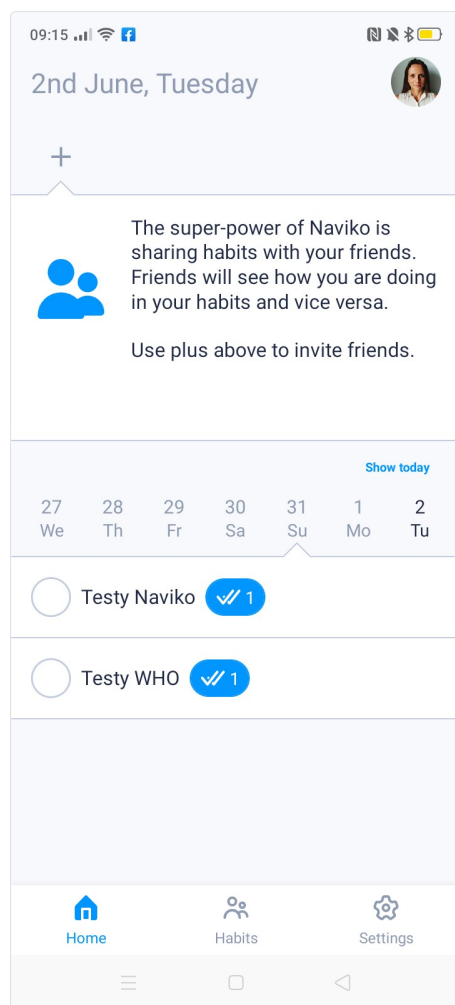 09:15
2nd June, Tuesday
+
The super-power of Naviko is
sharing habits with your friends.
Friends will see how you are doing
in your habits and vice versa.
Use plus above to invite friends.
Show today
27 28 29 30 31 1 2
We Th Fr Sa Su Mo Tu
Testy Naviko 1
Testy WHO 1
Home Habits Settings